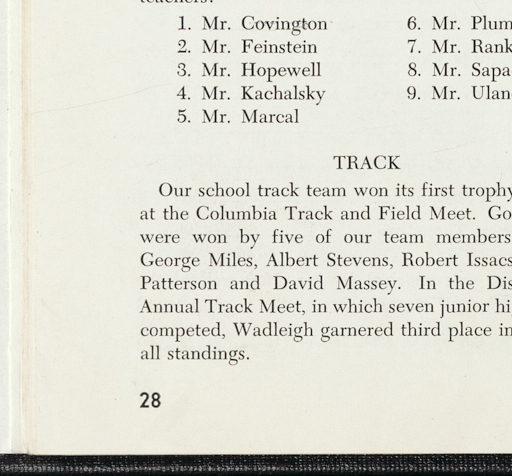 teachers:
1. Mr. Covington
2. Mr. Feinstein
3. Mr. Hopewell
4. Mr. Kachalsky
5. Mr. Marcal
6. Mr. Plum
7. Mr. Rank
8. Mr. Sapa
9. Mr. Ulan
TRACK
Our school track team won its first trophy
at the Columbia Track and Field Meet. Go
were won by five of our team members
George Miles, Albert Stevens, Robert Issacs
Patterson and David Massey. In the Dis
Annual Track Meet, in which seven junior hi
competed, Wadleigh garnered third place in
all standings.
28